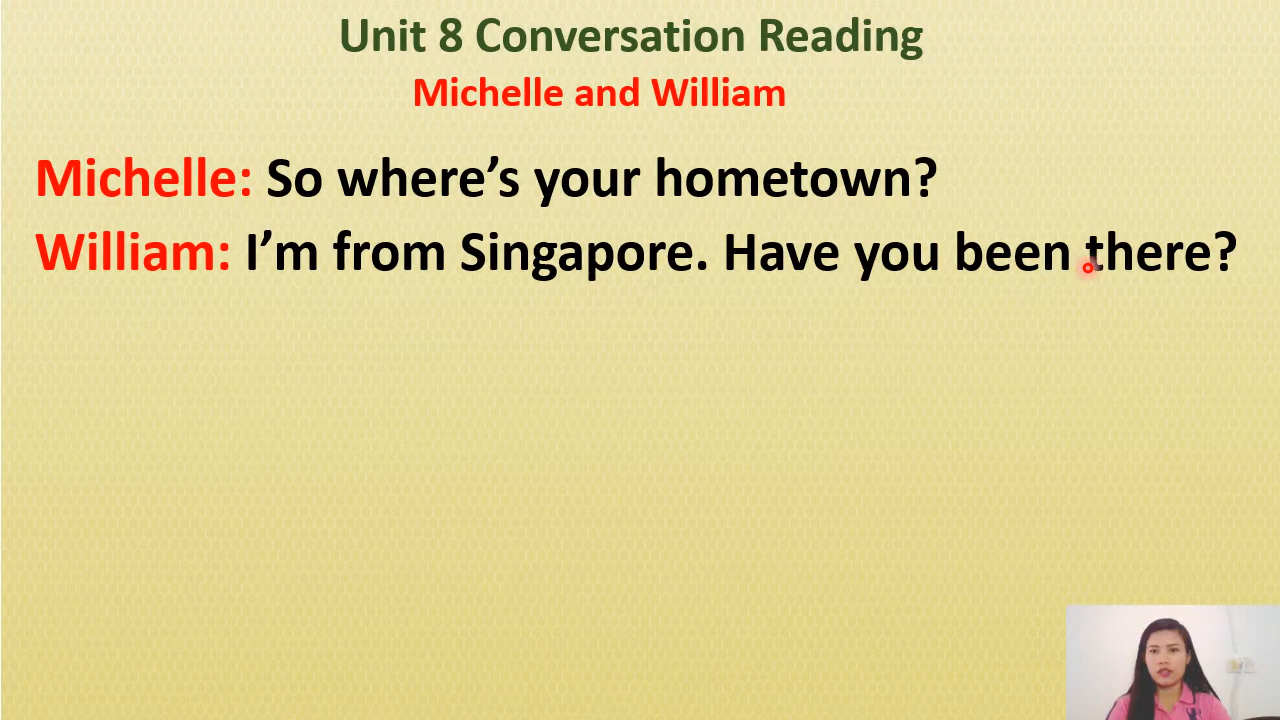 Unit 8 Conversation Reading
Michelle and William
Michelle: So where’s your hometown?
William: I’m from Singapore. Have you been there?